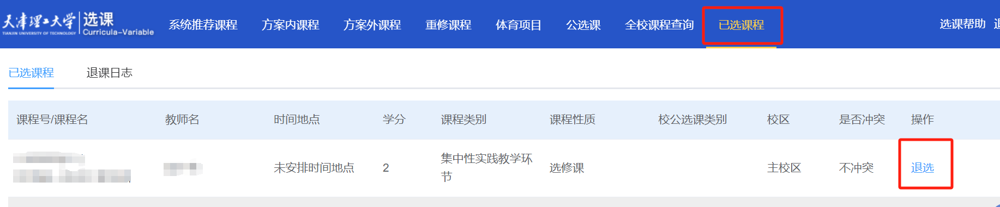 天津理工大学
TIANJIN UNIVERSITY OF TECHNOLOGY
选课
Curricula-Variable
系统推荐课程 方案内课程 方案外课程 重修课程 体育项目 公选课 全校课程查询 已选课程 选课帮助
已选课程 退课日志
课程号/课程名 教师名 时间地点 学分 课程类别 课程性质 校公选课类别 校区 是否冲突 操作
未安排时间地点 2 集中性实践教学环 选修课 主校区 不冲突 退选
节